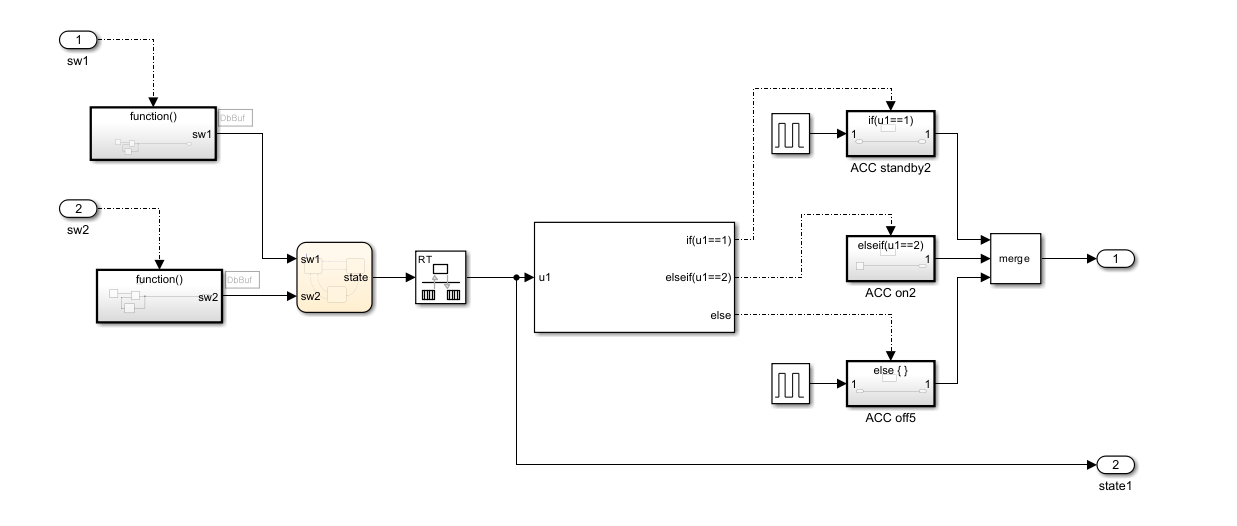 1
sw1
function()
sw1
DbBuf
2
sw2
function()
sw2
DbBuf
sw1
sw2
state
RT
u1
if(u1==1)
elseif(u1==2)
else
if(u1==1)
1
1
ACC standby2
elseif(u1==2)
1
ACC on2
else { }
1
1
ACC off5
merge
1
2
state1